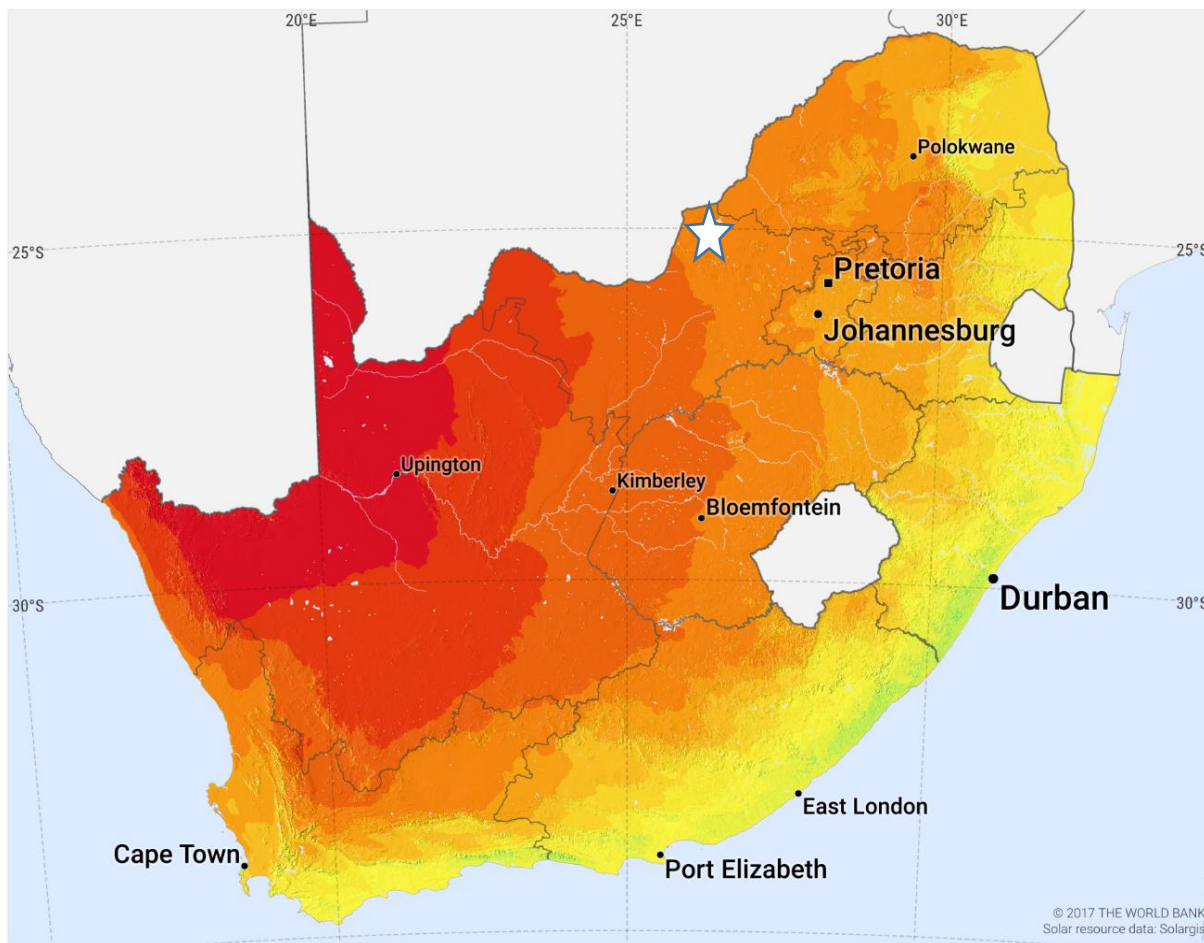 20°E
25°E
30°E
Polokwane
25°S
25°S
Pretoria
Johannesburg
Upington
Kimberley
Bloemfontein
Durban
30°S
30°S
East London
Cape Town
Port Elizabeth
© 2017 THE WORLD BANK
Solar resource data: Solargis